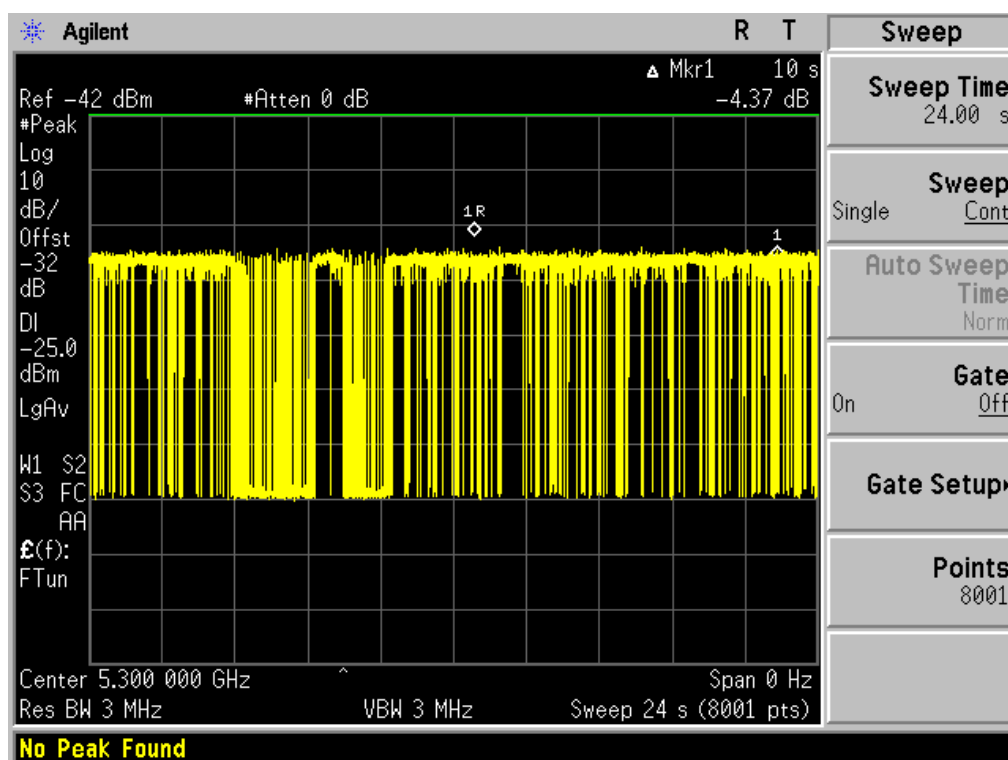 Agilent R T
Δ Mkr1 10 s
Ref -42 dBm #Atten 0 dB -4.37 dB
#Peak
Log
10
dB/
Offst
-32
dB
DI
-25.0
dBm
LgAv
W1 S2
S3 FC
AA
£(f):
FTun
1R
1
Center 5.300 000 GHz ^ Span 0 Hz
Res BW 3 MHz VBW 3 MHz Sweep 24 s (8001 pts)
No Peak Found
Sweep
Sweep Time
24.00 s
Sweep
Single Cont
Auto Sweep
Time
Norm
Gate
On Off
Gate Setup▸
Points
8001